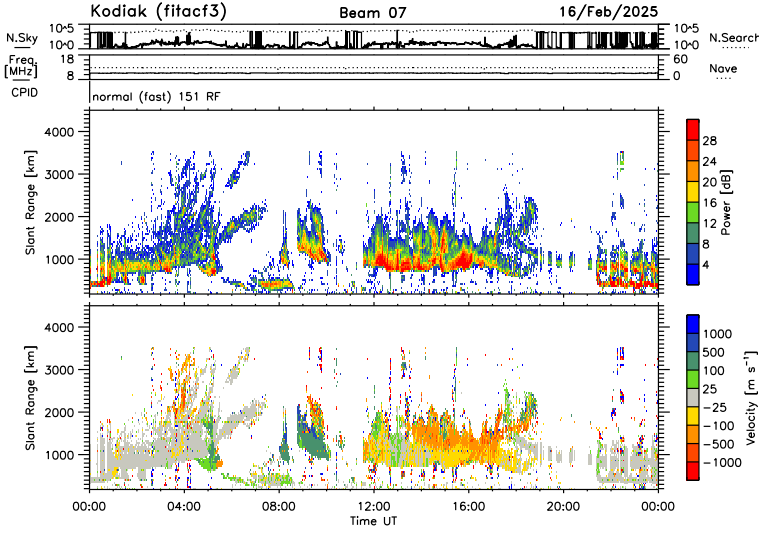 Kodiak (fitacf3) Beam 07 16/Feb/2025
N.Sky 10^5 10^0 10^5 10^0 N.Search
Freq. [MHz] 18 8 60 0 Nave
CPID normal (fast) 151 RF
Slant Range [km]
4000
3000
2000
1000
Power [dB]
28
24
20
16
12
8
4
Slant Range [km]
4000
3000
2000
1000
Velocity [m s⁻¹]
1000
500
100
25
−25
−100
−500
−1000
00:00 04:00 08:00 12:00 16:00 20:00 00:00
Time UT